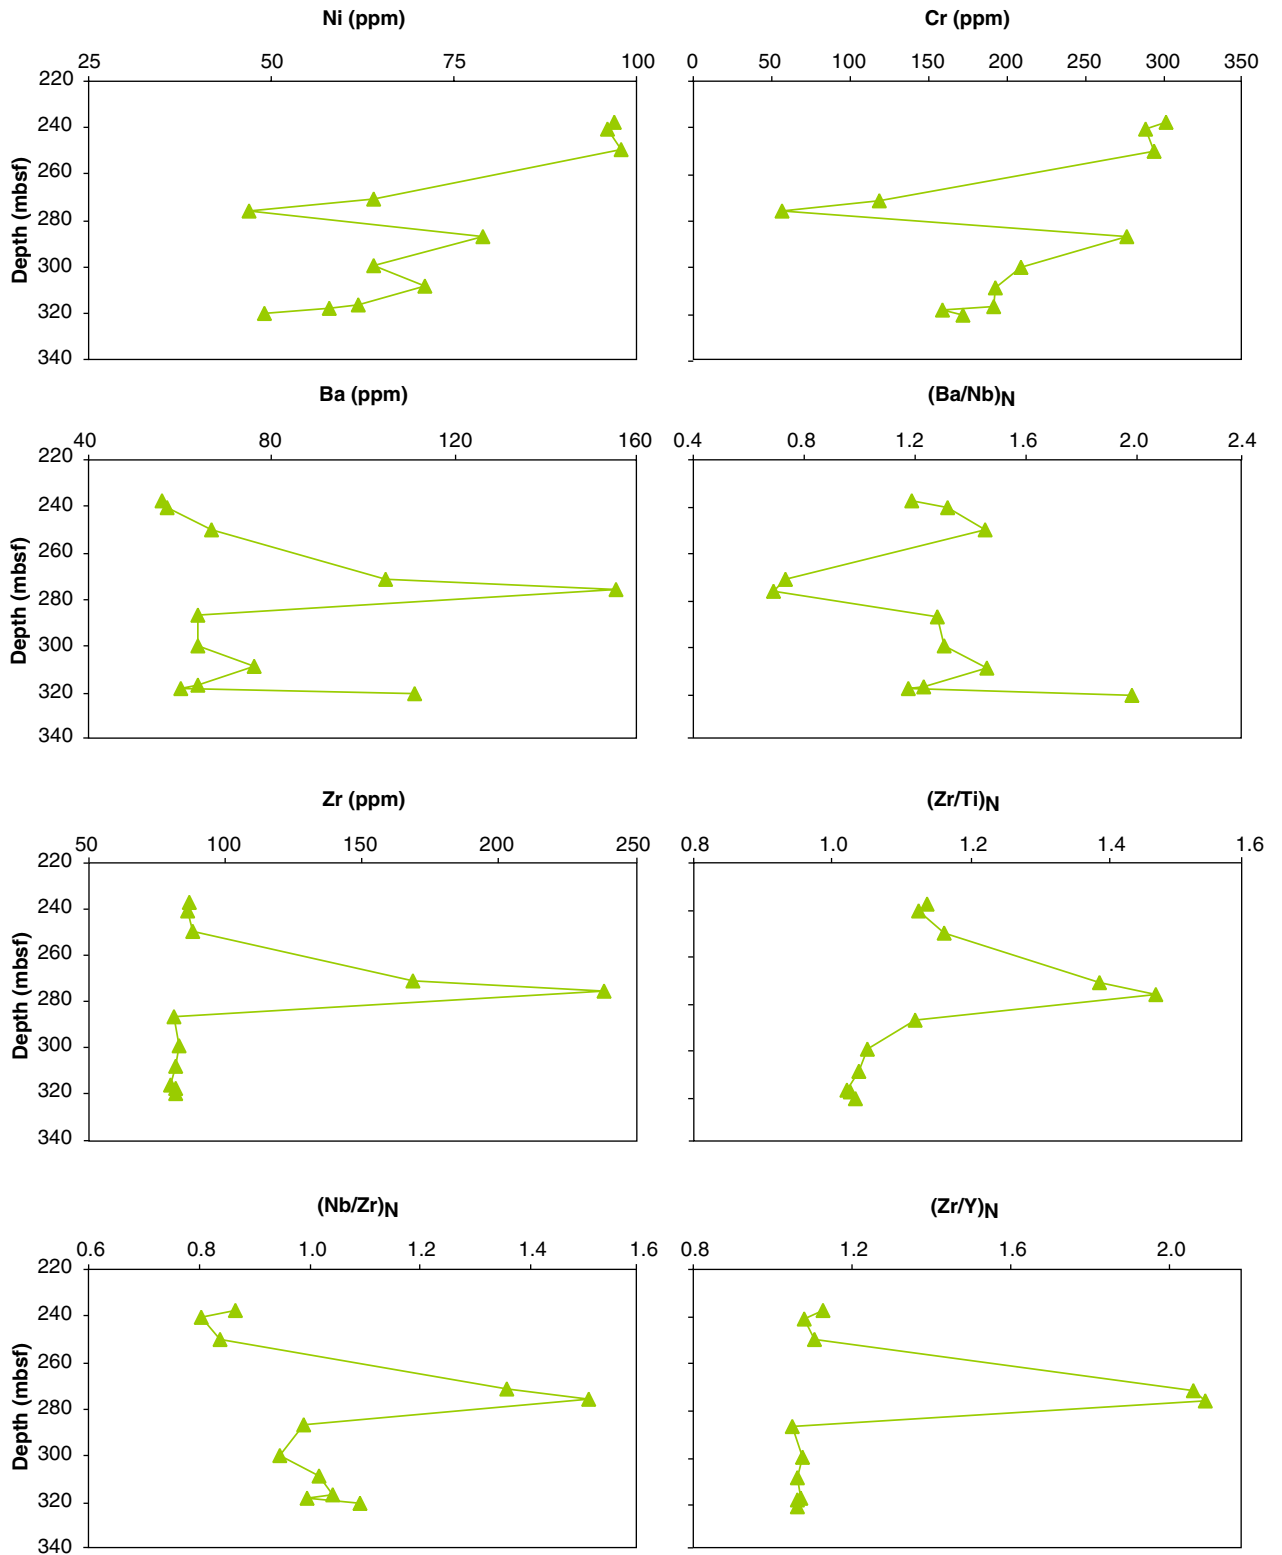 Ni (ppm)
25 50 75 100
220
240
260
280
300
320
340
Depth (mbsf)
Cr (ppm)
0 50 100 150 200 250 300 350
Ba (ppm)
40 80 120 160
220
240
260
280
300
320
340
Depth (mbsf)
(Ba/Nb)N
0.4 0.8 1.2 1.6 2.0 2.4
Zr (ppm)
50 100 150 200 250
220
240
260
280
300
320
340
Depth (mbsf)
(Zr/Ti)N
0.8 1.0 1.2 1.4 1.6
(Nb/Zr)N
0.6 0.8 1.0 1.2 1.4 1.6
220
240
260
280
300
320
340
Depth (mbsf)
(Zr/Y)N
0.8 1.2 1.6 2.0